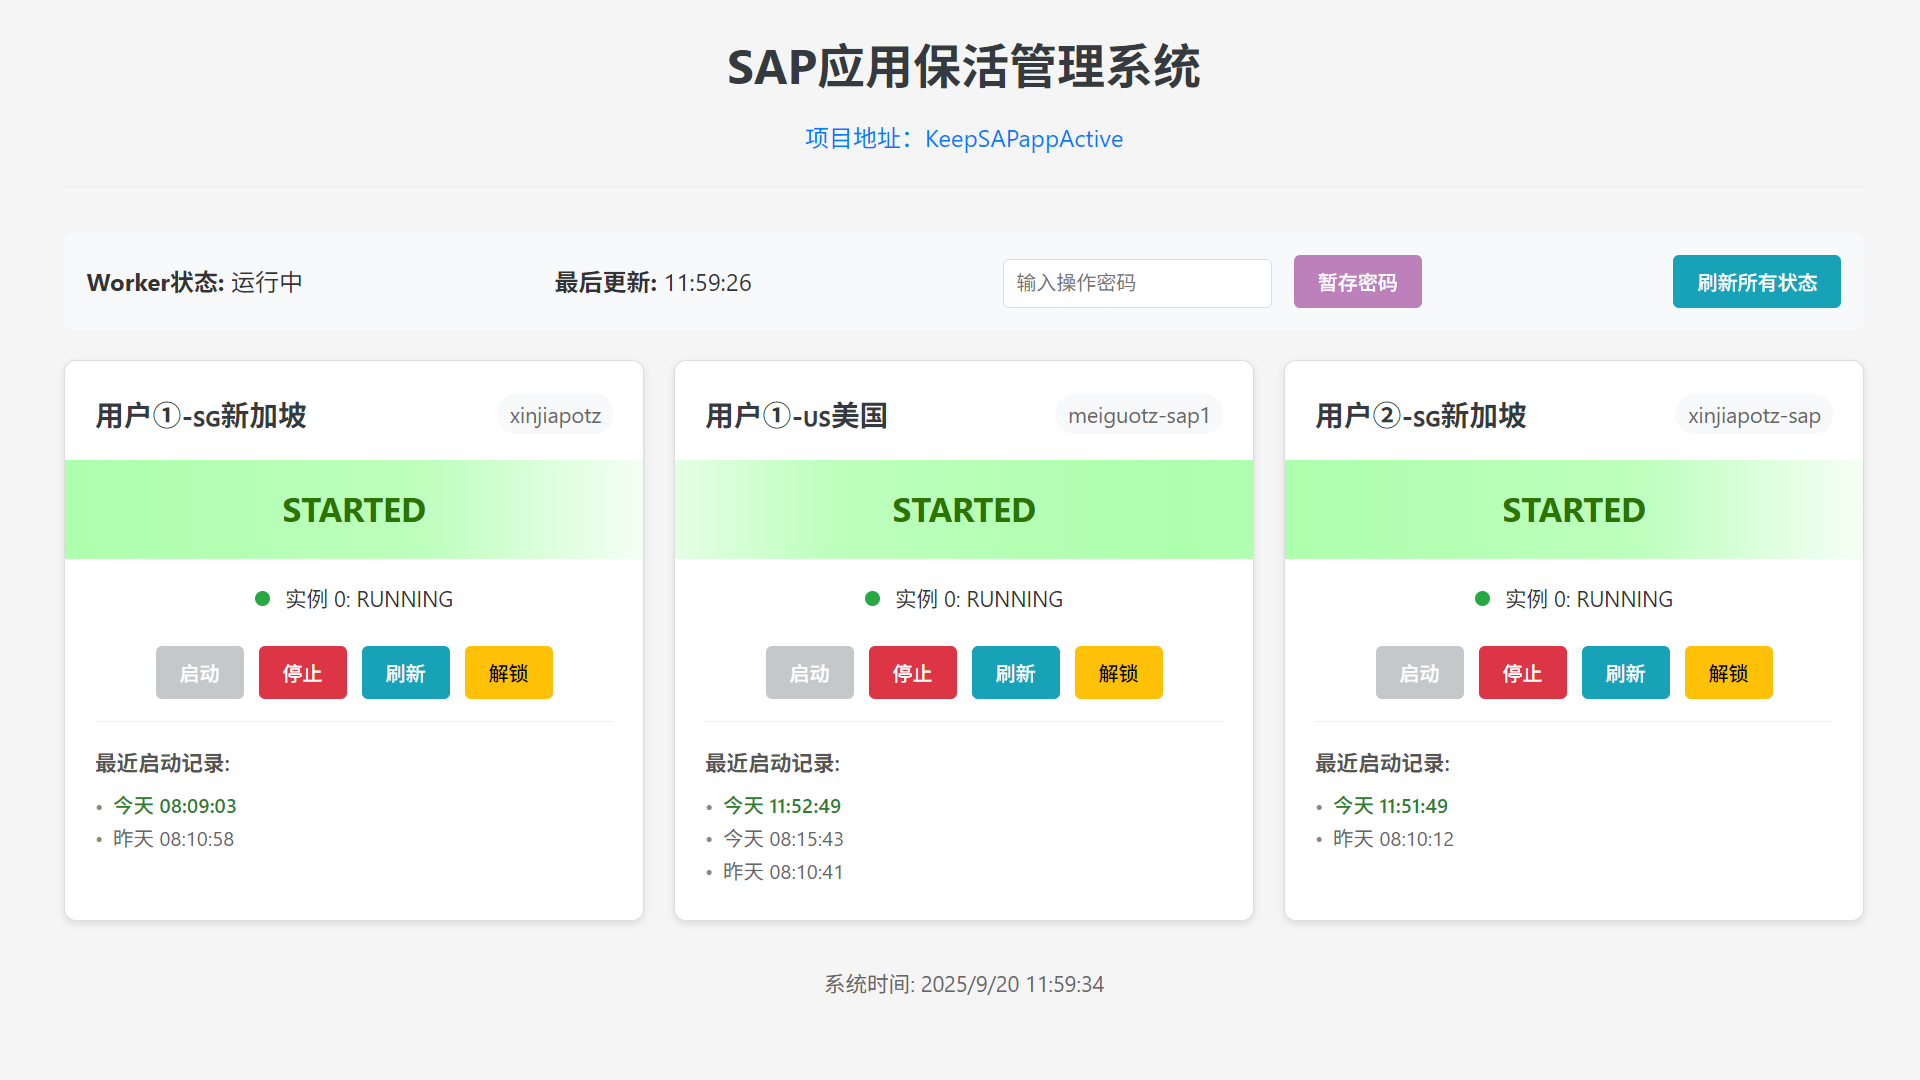 SAP应用保活管理系统
项目地址：KeepSAPappActive
Worker状态: 运行中
最后更新: 11:59:26
输入操作密码
暂存密码
刷新所有状态
用户①-SG新加坡
xinjiapotz
STARTED
实例 0: RUNNING
启动 停止 刷新 解锁
最近启动记录:
• 今天 08:09:03
• 昨天 08:10:58
用户①-US美国
meiguotz-sap1
STARTED
实例 0: RUNNING
启动 停止 刷新 解锁
最近启动记录:
• 今天 11:52:49
• 今天 08:15:43
• 昨天 08:10:41
用户②-SG新加坡
xinjiapotz-sap
STARTED
实例 0: RUNNING
启动 停止 刷新 解锁
最近启动记录:
• 今天 11:51:49
• 昨天 08:10:12
系统时间: 2025/9/20 11:59:34